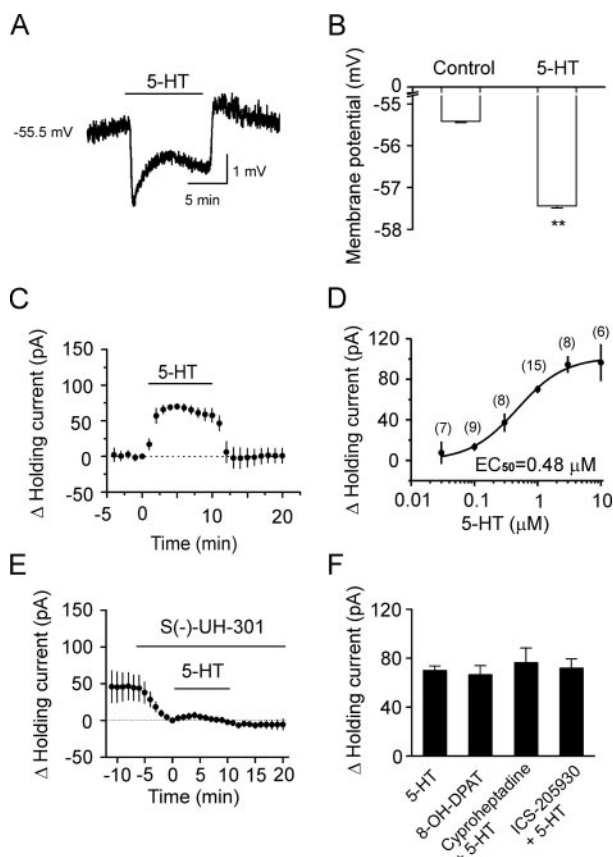 A
5-HT
-55.5 mV
1 mV
5 min
B
Control 5-HT
0
-55
-56
-57
-58
**
Membrane potential (mV)
C
5-HT
150
100
50
0
-50
Δ Holding current (pA)
-5 0 5 10 15 20
Time (min)
D
120
80
40
0
Δ Holding current (pA)
(7)
(9)
(8)
(15)
(8)
(6)
EC50=0.48 μM
0.01 0.1 1 10
5-HT (μM)
E
S(-)-UH-301
5-HT
150
100
50
0
-50
Δ Holding current (pA)
-10 -5 0 5 10 15 20
Time (min)
F
120
80
40
0
Δ Holding current (pA)
5-HT
8-OH-DPAT
Cyproheptadine
+ 5-HT
ICS-205930
+ 5-HT